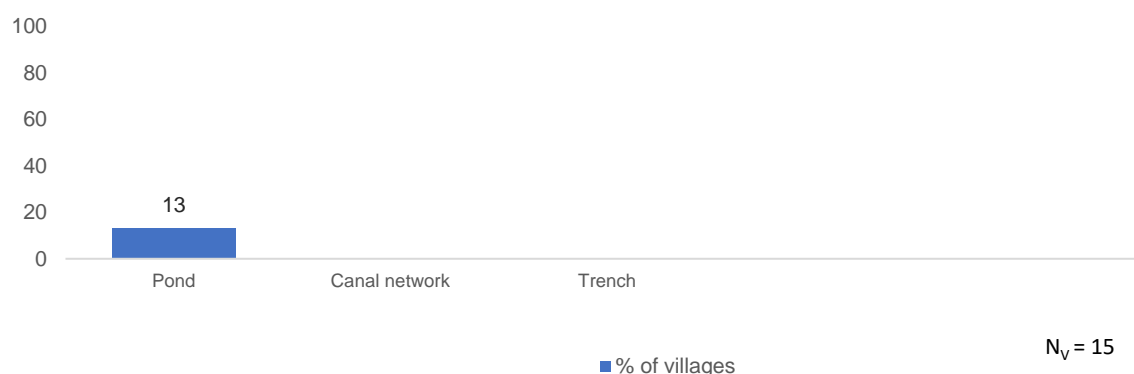 100
80
60
40
20
0
13
Pond Canal network Trench
% of villages
N_V = 15